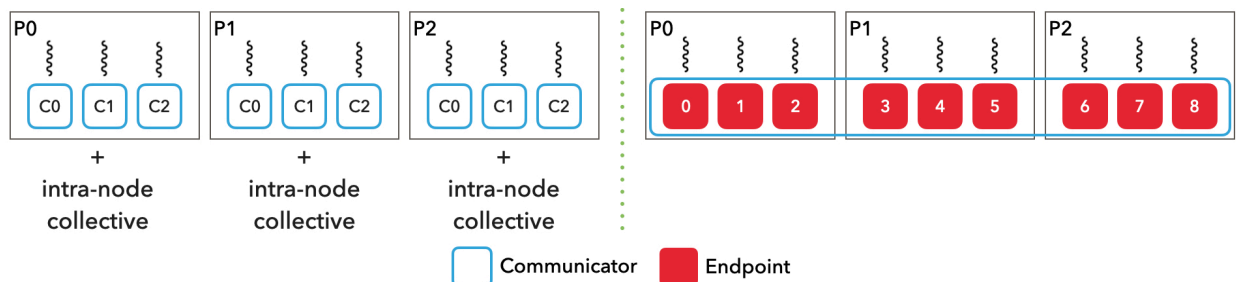 P0 P1 P2 P0 P1 P2
C0 C1 C2 C0 C1 C2 C0 C1 C2 0 1 2 3 4 5 6 7 8
+ + +
intra-node intra-node intra-node
collective collective collective
Communicator Endpoint